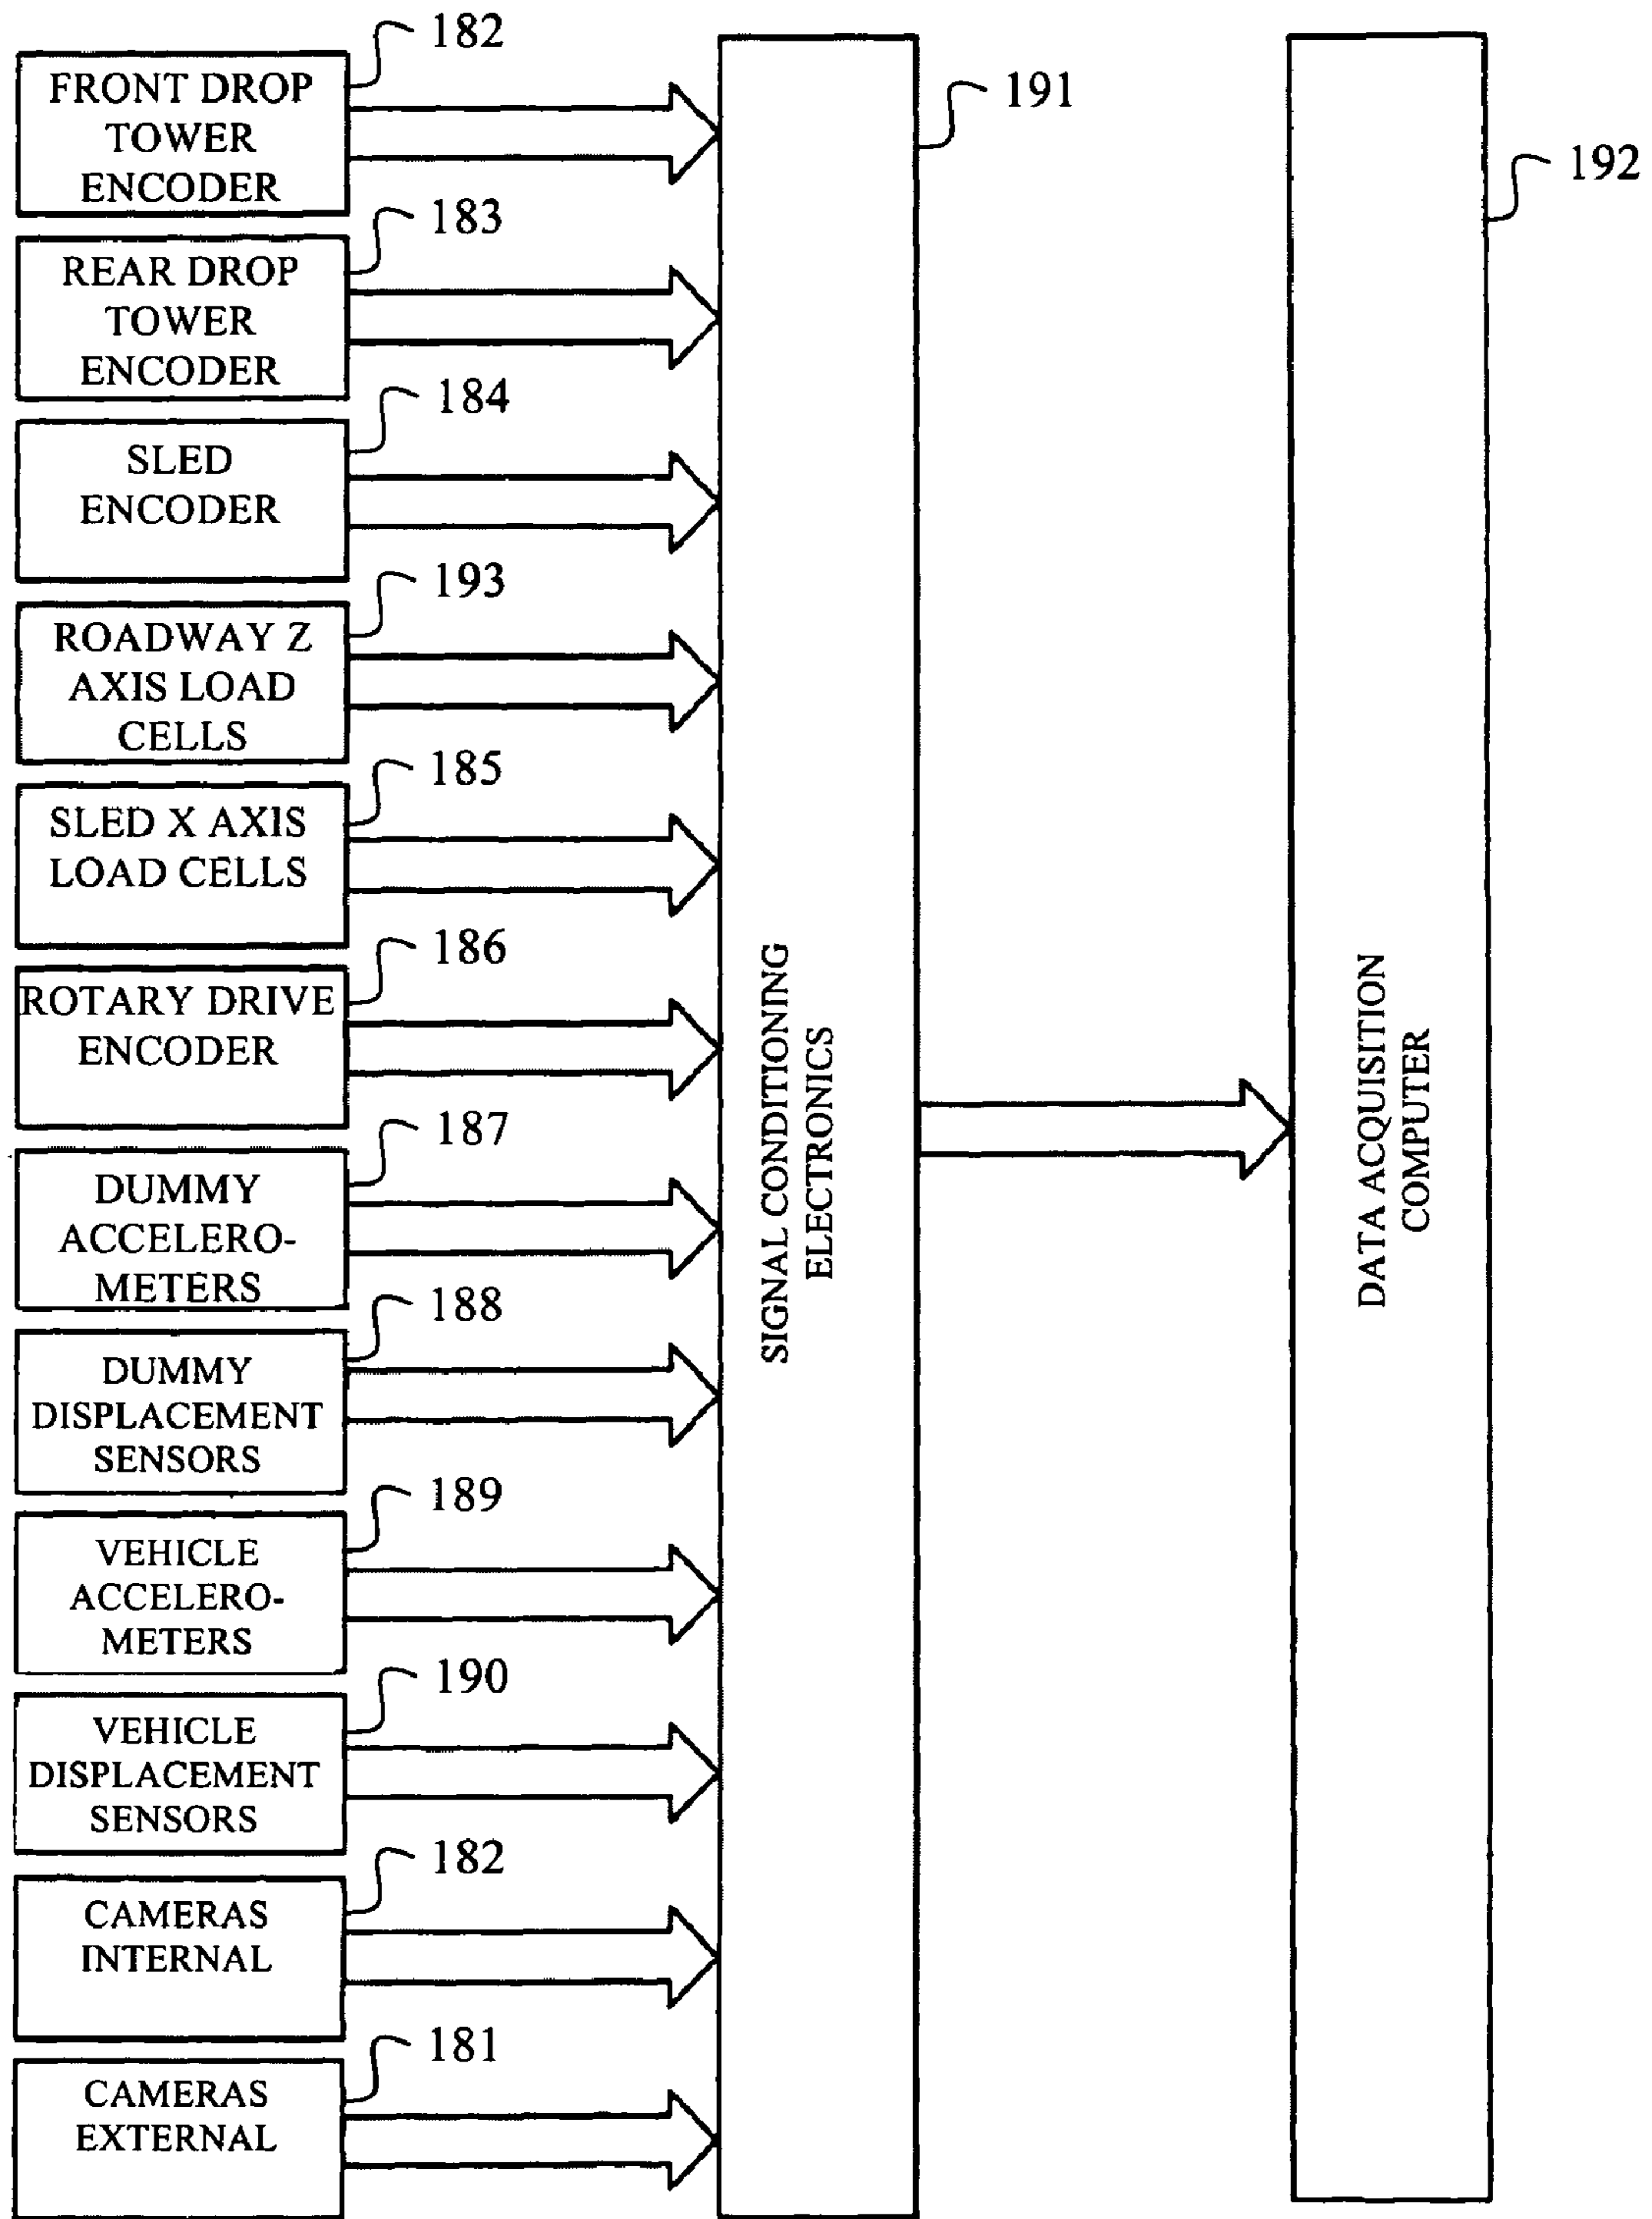 182
FRONT DROP
TOWER
ENCODER
191
192
183
REAR DROP
TOWER
ENCODER
184
SLED
ENCODER
193
ROADWAY Z
AXIS LOAD
CELLS
185
SLED X AXIS
LOAD CELLS
186
ROTARY DRIVE
ENCODER
187
DUMMY
ACCELERO-
METERS
188
DUMMY
DISPLACEMENT
SENSORS
189
VEHICLE
ACCELERO-
METERS
190
VEHICLE
DISPLACEMENT
SENSORS
182
CAMERAS
INTERNAL
181
CAMERAS
EXTERNAL
SIGNAL CONDITIONING
ELECTRONICS
DATA ACQUISITION
COMPUTER